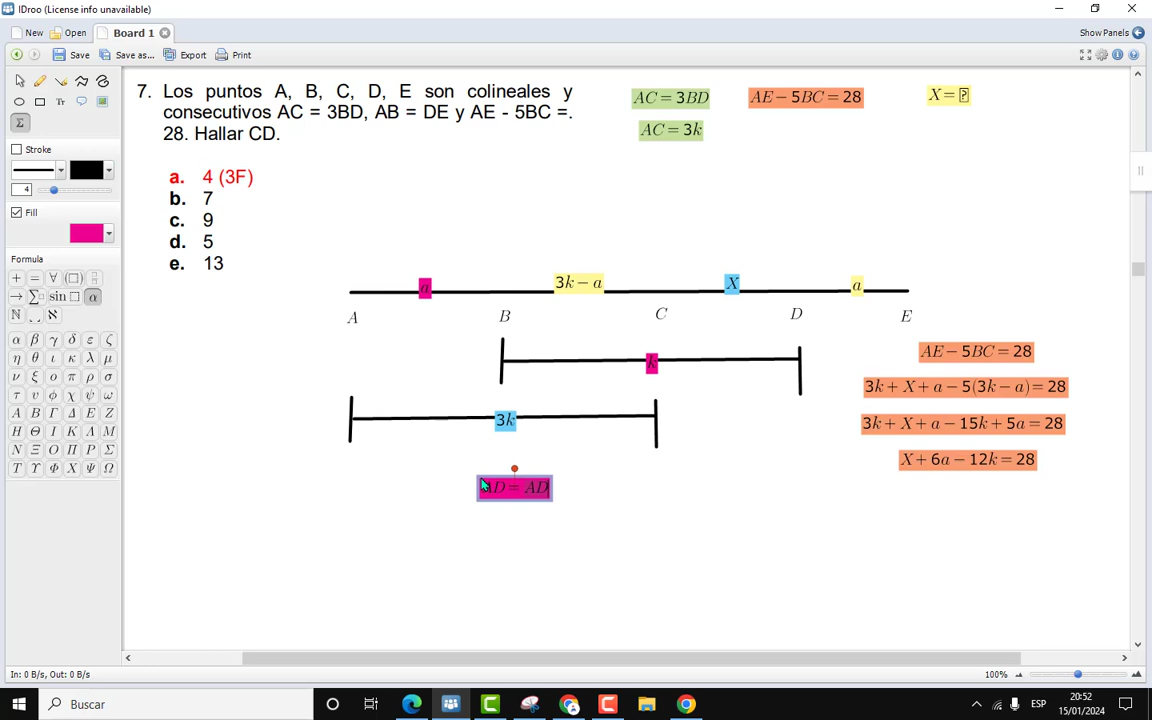 IDroo (License info unavailable)
New Open Board 1 Show Panels
Save Save as... Export Print
Tr
Σ
Stroke
4
Fill
Formula
+ = ∀ (□)
→ Σ sin □ α
ℕ ℵ
α β γ δ ε ζ
η θ ι κ λ μ
ν ξ ο π ρ σ
τ υ φ χ ψ ω
Α Β Γ Δ Ε Ζ
Η Θ Ι Κ Λ Μ
Ν Ξ Ο Π Ρ Σ
Τ Υ Φ Χ Ψ Ω
7. Los puntos A, B, C, D, E son colineales y
consecutivos AC = 3BD, AB = DE y AE - 5BC =.
28. Hallar CD.
a. 4 (3F)
b. 7
c. 9
d. 5
e. 13
AC = 3BD
AC = 3k
AE − 5BC = 28
X = ?
a 3k − a X a
A B C D E
k
3k
AD = AD
AE − 5BC = 28
3k + X + a − 5(3k − a) = 28
3k + X + a − 15k + 5a = 28
X + 6a − 12k = 28
In: 0 B/s, Out: 0 B/s 100%
Buscar
ESP
20:52
15/01/2024